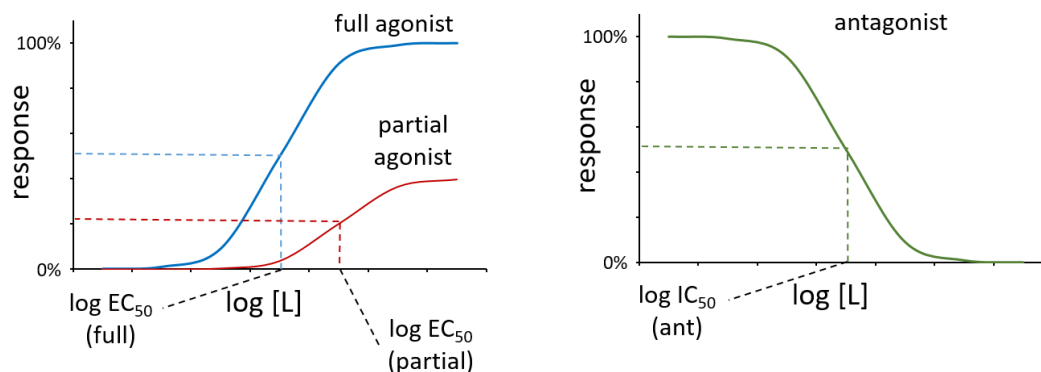 full agonist
100%
response
partial
agonist
0%
log EC₅₀
(full)
log [L]
log EC₅₀
(partial)
antagonist
100%
response
0%
log IC₅₀
(ant)
log [L]